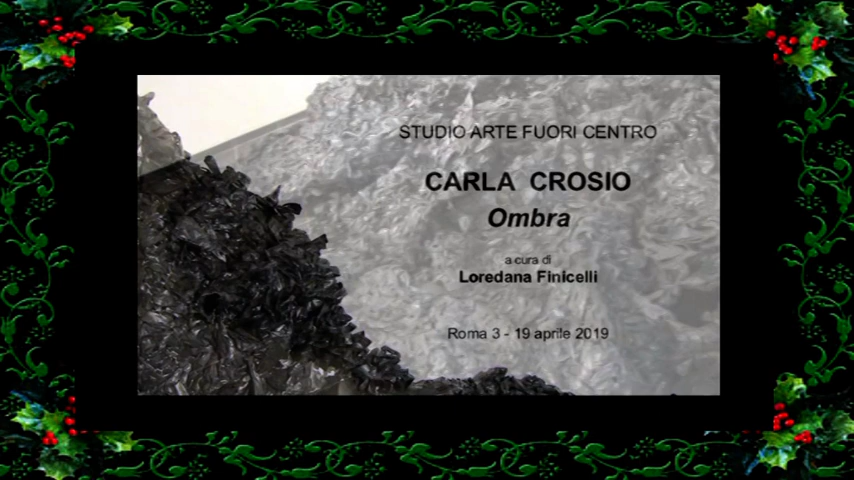 STUDIO ARTE FUORI CENTRO
CARLA CROSIO
Ombra
a cura di
Loredana Finicelli
Roma 3 - 19 aprile 2019